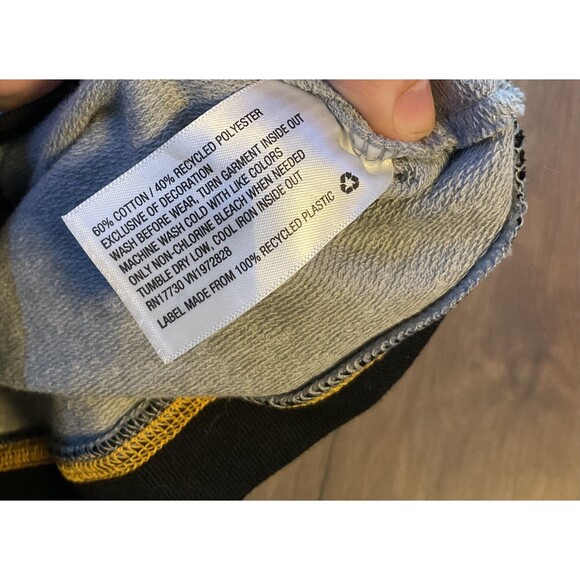 60% COTTON / 40% RECYCLED POLYESTER
EXCLUSIVE OF DECORATION
WASH BEFORE WEAR, TURN GARMENT INSIDE OUT
MACHINE WASH COLD WITH LIKE COLORS
ONLY NON-CHLORINE BLEACH WHEN NEEDED
TUMBLE DRY LOW, COOL IRON INSIDE OUT
RN17730 VN1972828
LABEL MADE FROM 100% RECYCLED PLASTIC